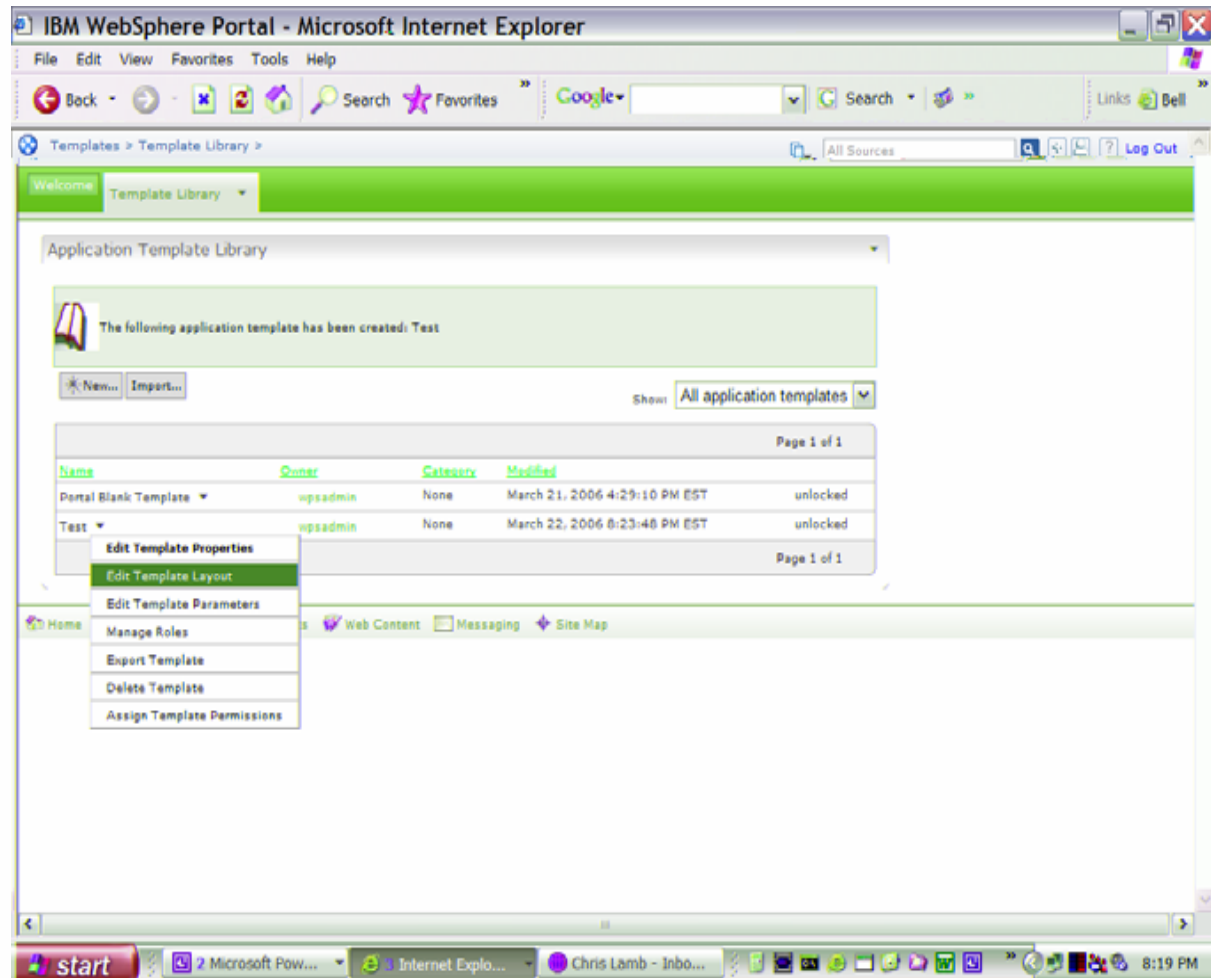 IBM WebSphere Portal - Microsoft Internet Explorer
File Edit View Favorites Tools Help
Back Search Favorites » Google Search » Links Bell »
Templates > Template Library > All Sources ? Log Out
Welcome Template Library
Application Template Library
The following application template has been created: Test
New... Import...
Show: All application templates
Page 1 of 1
Name Owner Category Modified
Portal Blank Template wpsadmin None March 21, 2006 4:29:10 PM EST unlocked
Test wpsadmin None March 22, 2006 8:23:48 PM EST unlocked
Page 1 of 1
Edit Template Properties
Edit Template Layout
Edit Template Parameters
Manage Roles
Export Template
Delete Template
Assign Template Permissions
Home s Web Content Messaging Site Map
start 2 Microsoft Pow... 3 Internet Explo... Chris Lamb - Inbo... » 8:19 PM